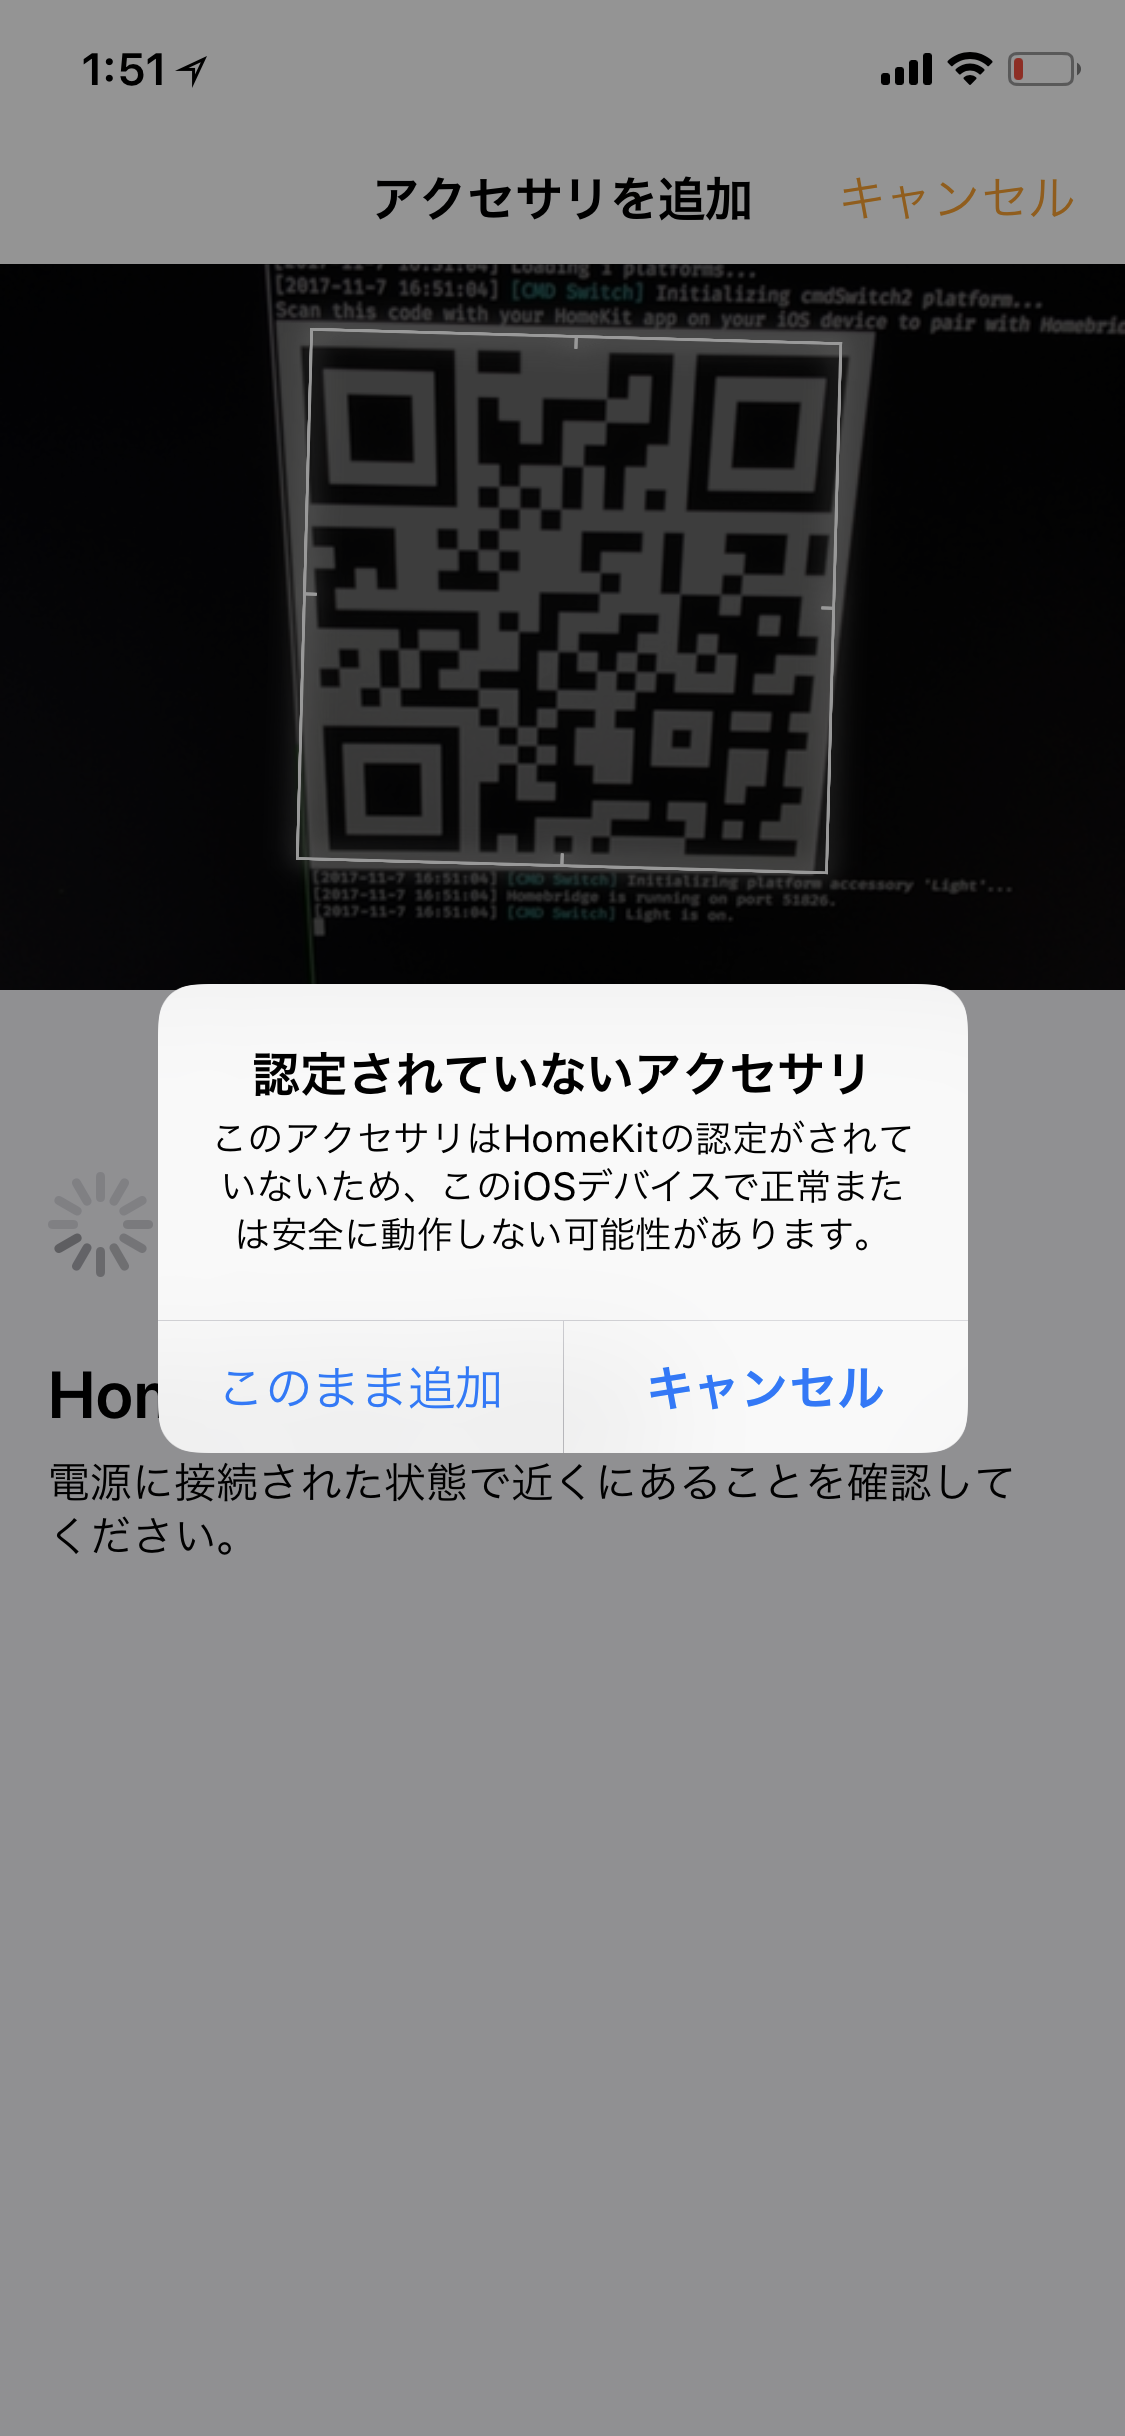 1:51
アクセサリを追加
キャンセル
[2017-11-7 16:51:04] Loading 1 platforms...
[2017-11-7 16:51:04] [CMD Switch] Initializing cmdSwitch2 platform...
Scan this code with your HomeKit app on your iOS device to pair with
[2017-11-7 16:51:04] [CMD Switch] Initializing platform accessory 'Light'...
[2017-11-7 16:51:04] Homebridge is running on port 51826.
[2017-11-7 16:51:04] [CMD Switch] Light is on.
認定されていないアクセサリ
このアクセサリはHomeKitの認定がされて
いないため、このiOSデバイスで正常また
は安全に動作しない可能性があります。
このまま追加
キャンセル
電源に接続された状態で近くにあることを確認して
ください。